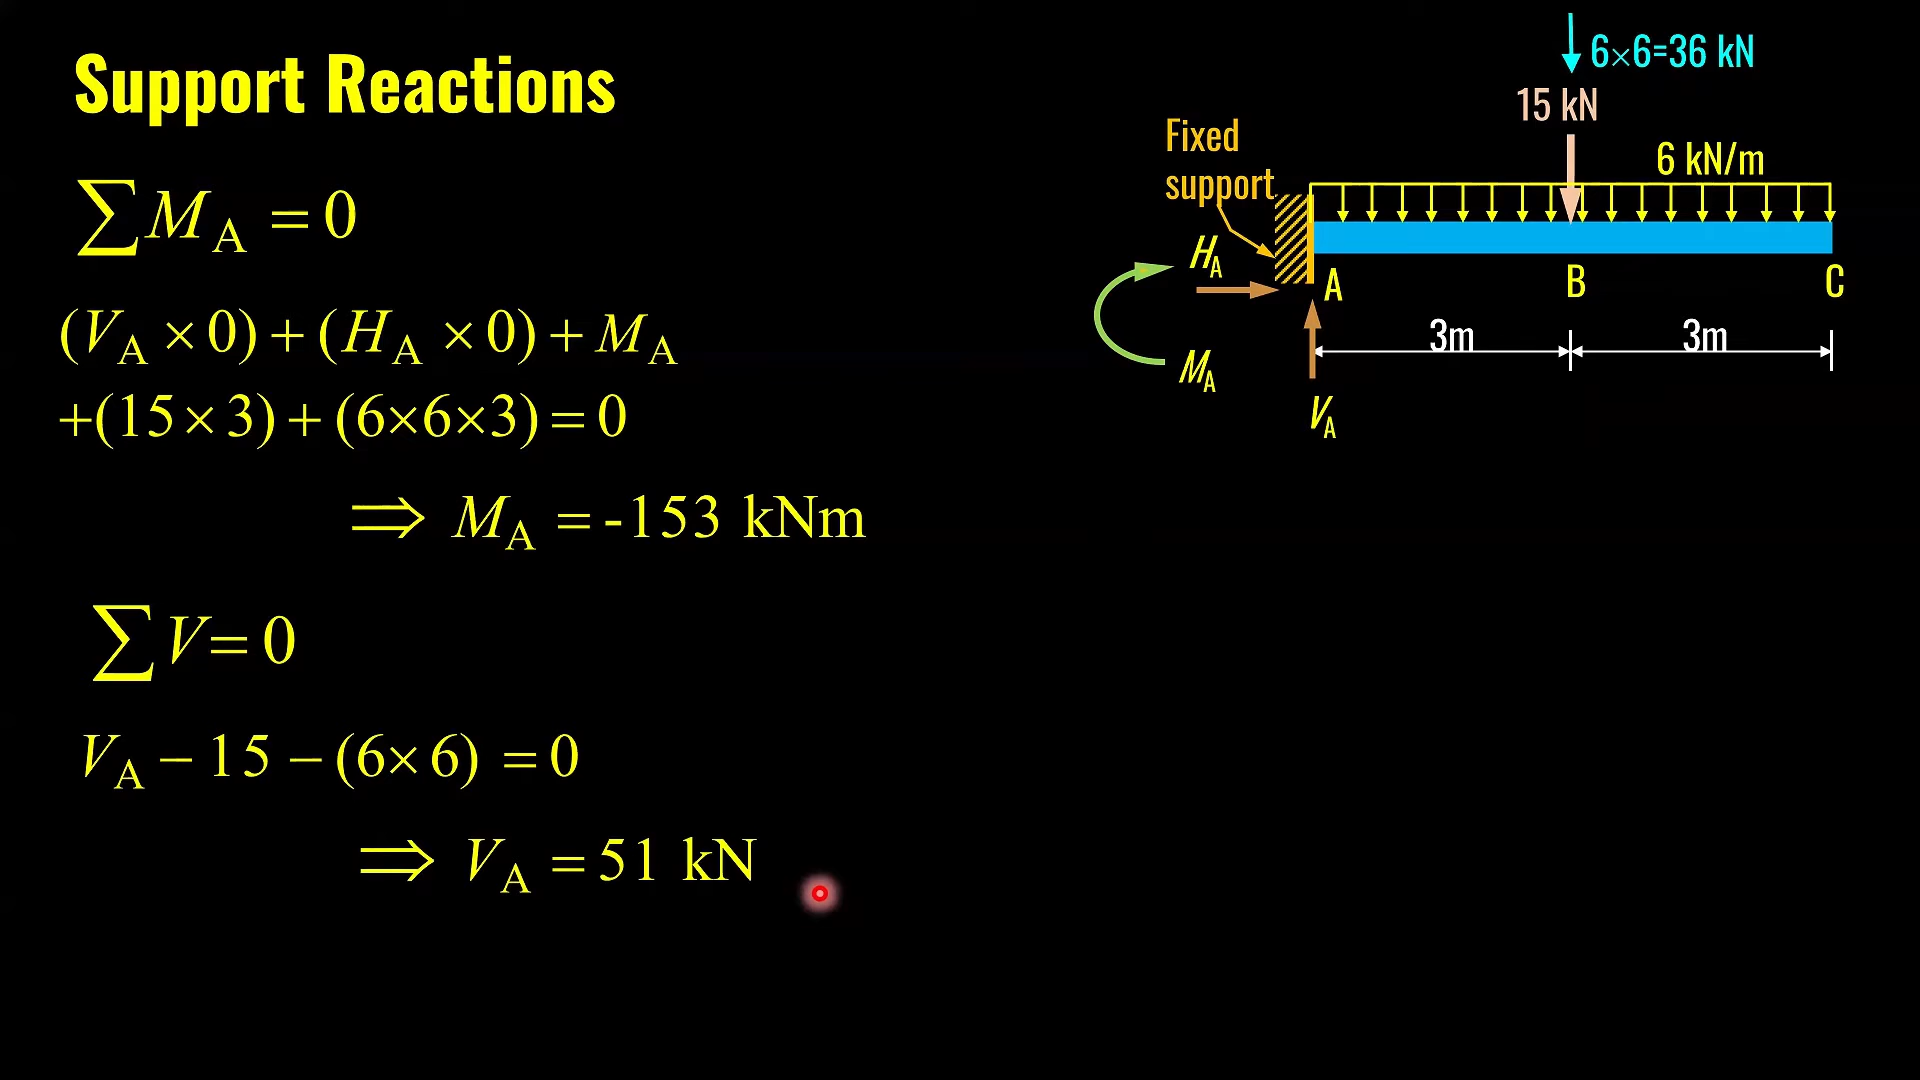 Support Reactions
∑M_A = 0
(V_A × 0) + (H_A × 0) + M_A
+(15 × 3) + (6×6×3) = 0
⇒ M_A = -153 kNm
∑V = 0
V_A − 15 − (6×6) = 0
⇒ V_A = 51 kN
6×6=36 kN
15 kN
6 kN/m
Fixed
support
H_A
A
B
C
3m
3m
M_A
V_A